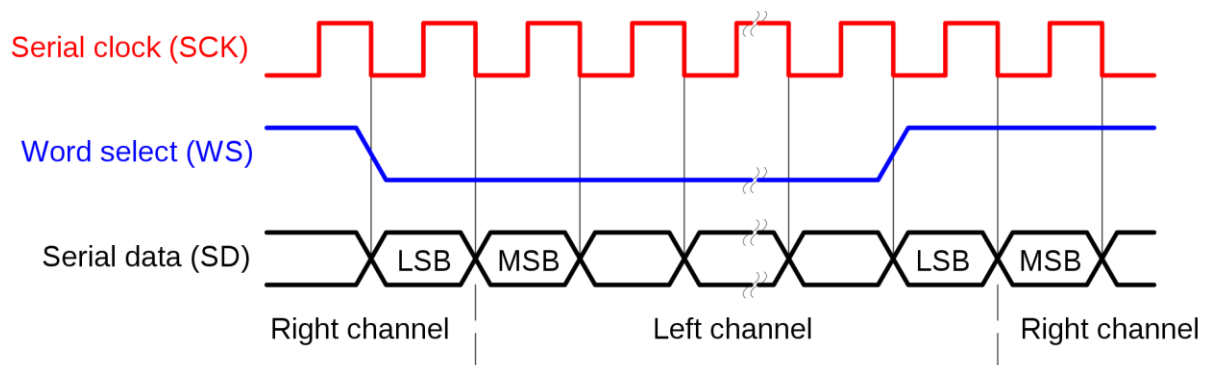 Serial clock (SCK)
Word select (WS)
Serial data (SD)
LSB MSB LSB MSB
Right channel Left channel Right channel